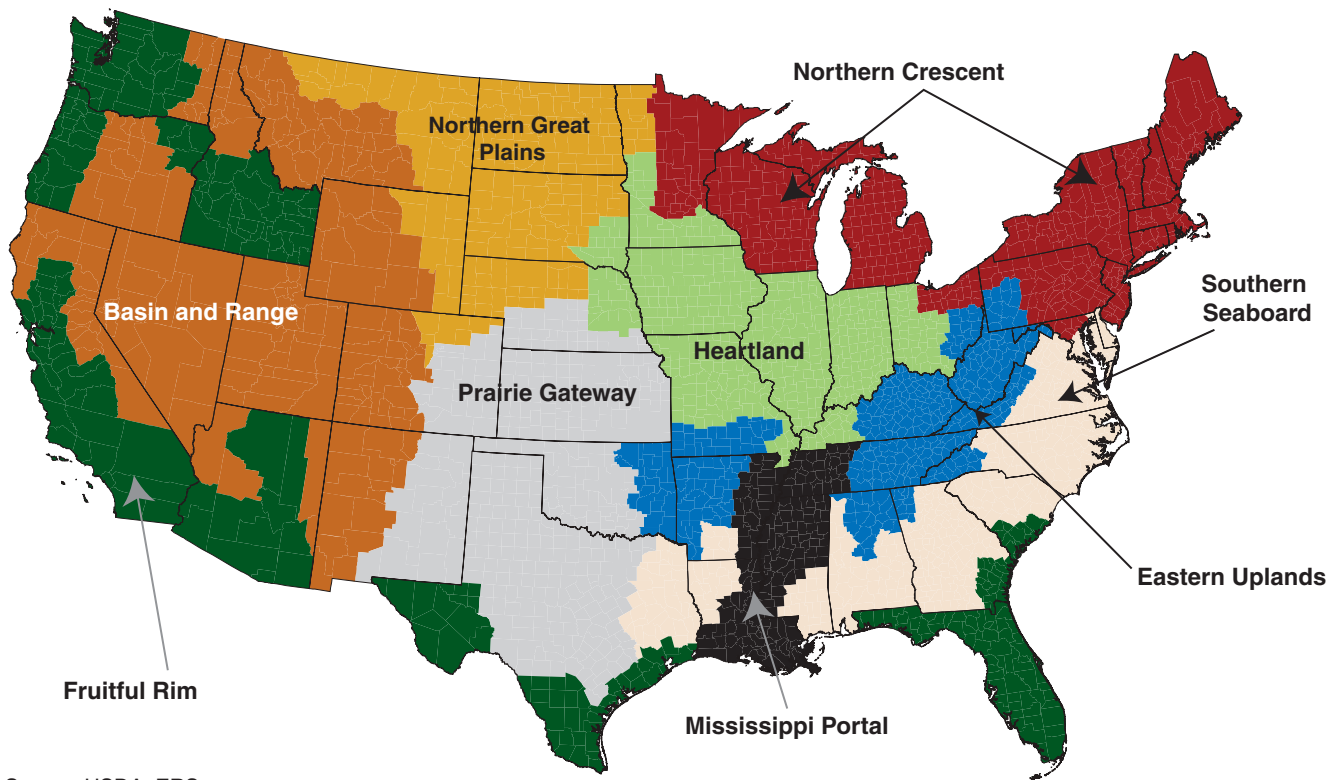 Northern Crescent
Northern Great
Plains
Southern
Seaboard
Basin and Range
Heartland
Prairie Gateway
Eastern Uplands
Fruitful Rim
Mississippi Portal